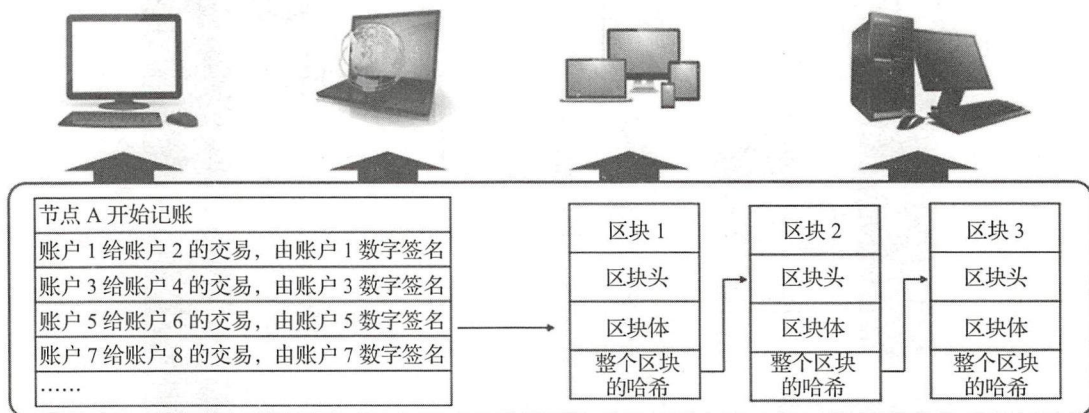 节点 A 开始记账
账户 1 给账户 2 的交易，由账户 1 数字签名
账户 3 给账户 4 的交易，由账户 3 数字签名
账户 5 给账户 6 的交易，由账户 5 数字签名
账户 7 给账户 8 的交易，由账户 7 数字签名
……
区块 1
区块头
区块体
整个区块
的哈希
区块 2
区块头
区块体
整个区块
的哈希
区块 3
区块头
区块体
整个区块
的哈希